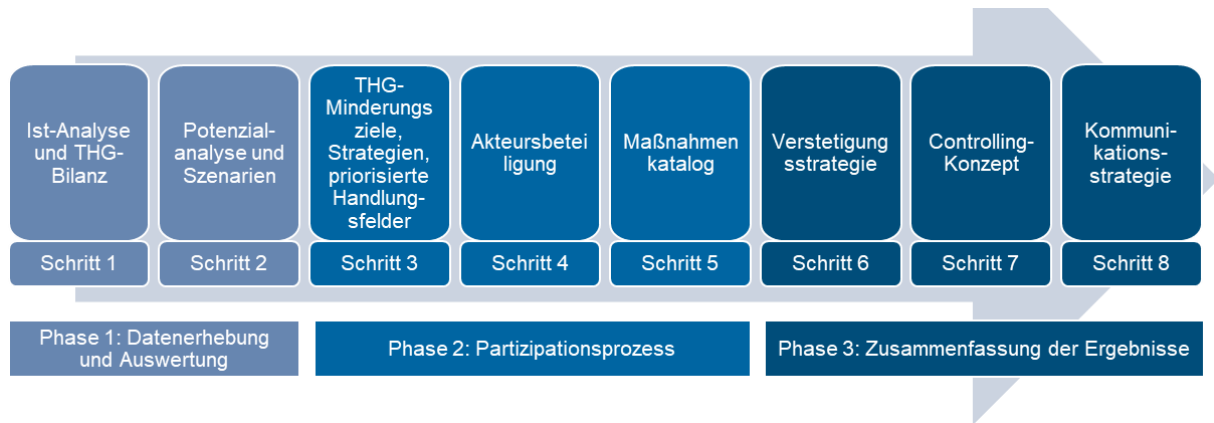 Ist-Analyse
und THG-
Bilanz
Potenzial-
analyse und
Szenarien
THG-
Minderungs
ziele,
Strategien,
priorisierte
Handlung-
sfelder
Akteursbetei
ligung
Maßnahmen
katalog
Verstetigung
sstrategie
Controlling-
Konzept
Kommuni-
kations-
strategie
Schritt 1
Schritt 2
Schritt 3
Schritt 4
Schritt 5
Schritt 6
Schritt 7
Schritt 8
Phase 1: Datenerhebung
und Auswertung
Phase 2: Partizipationsprozess
Phase 3: Zusammenfassung der Ergebnisse